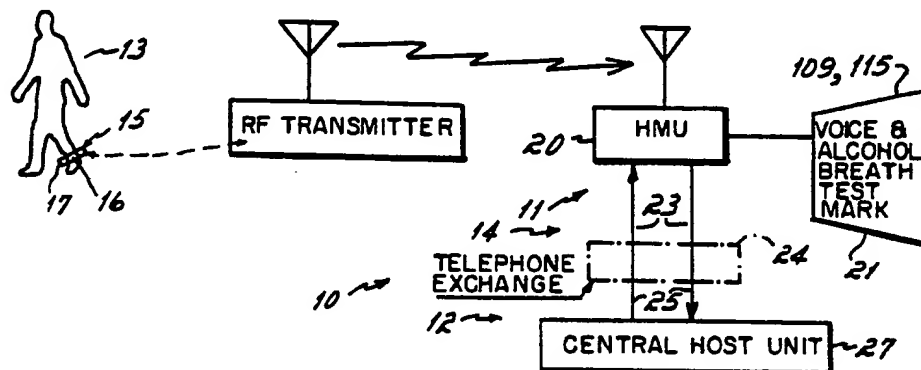 13
15
17
16
RF TRANSMITTER
20
HMU
109, 115
VOICE &
ALCOHOL
BREATH
TEST
MARK
21
11
14
23
24
TELEPHONE
EXCHANGE
10
25
12
CENTRAL HOST UNIT
27